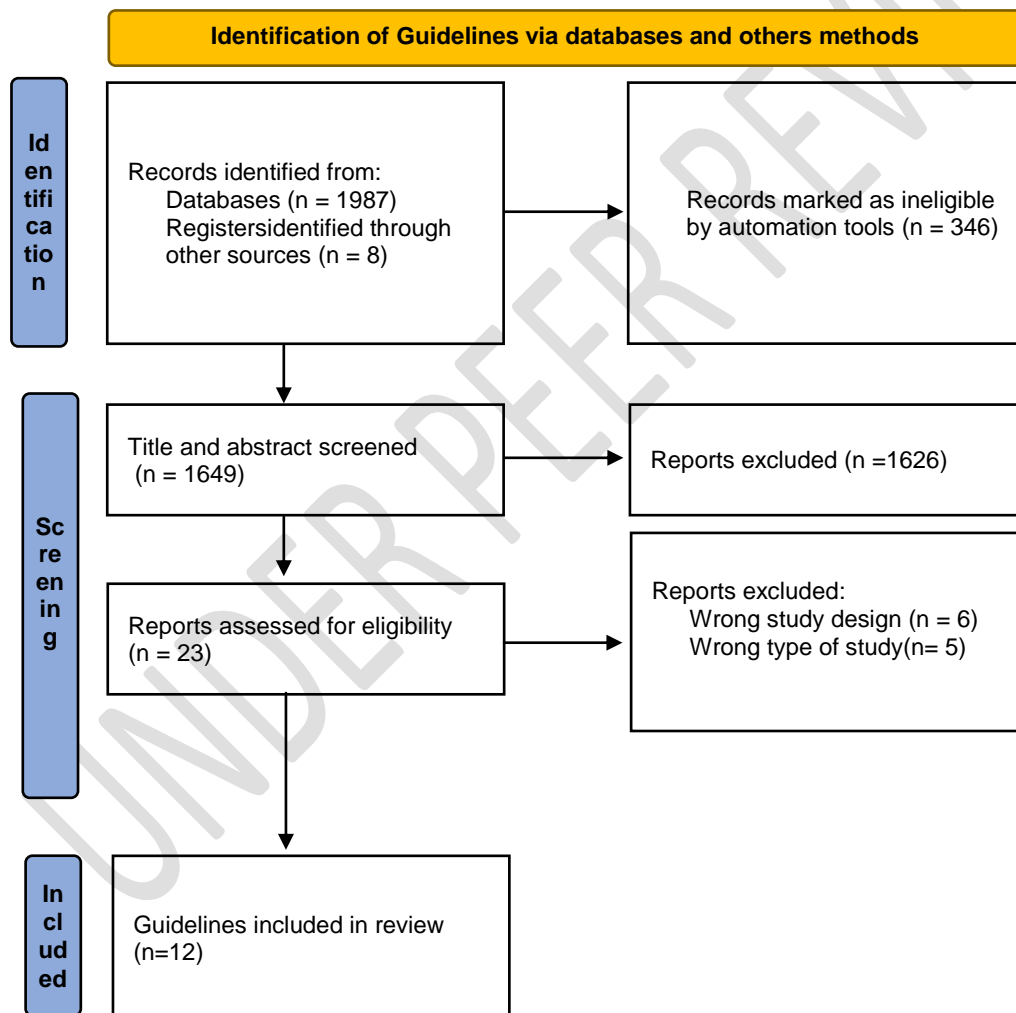 Identification of Guidelines via databases and others methods
Id
en
tifi
ca
tio
n
Records identified from:
Databases (n = 1987)
Registersidentified through
other sources (n = 8)
Records marked as ineligible
by automation tools (n = 346)
Sc
re
en
in
g
Title and abstract screened
(n = 1649)
Reports excluded (n =1626)
Reports assessed for eligibility
(n = 23)
Reports excluded:
Wrong study design (n = 6)
Wrong type of study(n= 5)
In
cl
ud
ed
Guidelines included in review
(n=12)
UNDER PEER REVI